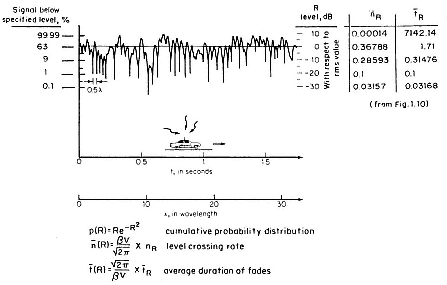 Signal below
specified level, %
99.99
63
9
1
0.1
0.5λ
R
level, dB
With respect to
rms value
10
0
-10
-20
-30
n̄R
t̄R
0.00014 7142.14
0.36788 1.71
0.28593 0.31476
0.1 0.1
0.03157 0.03168
(from Fig.1.10)
0 0.5 1 1.5
t, in seconds
0 10 20 30
x, in wavelength
p(R)=Re^-R² cumulative probability distribution
n̄(R)= βV/√2π x nR level crossing rate
t̄(R)= √2π/βV x t̄R average duration of fades